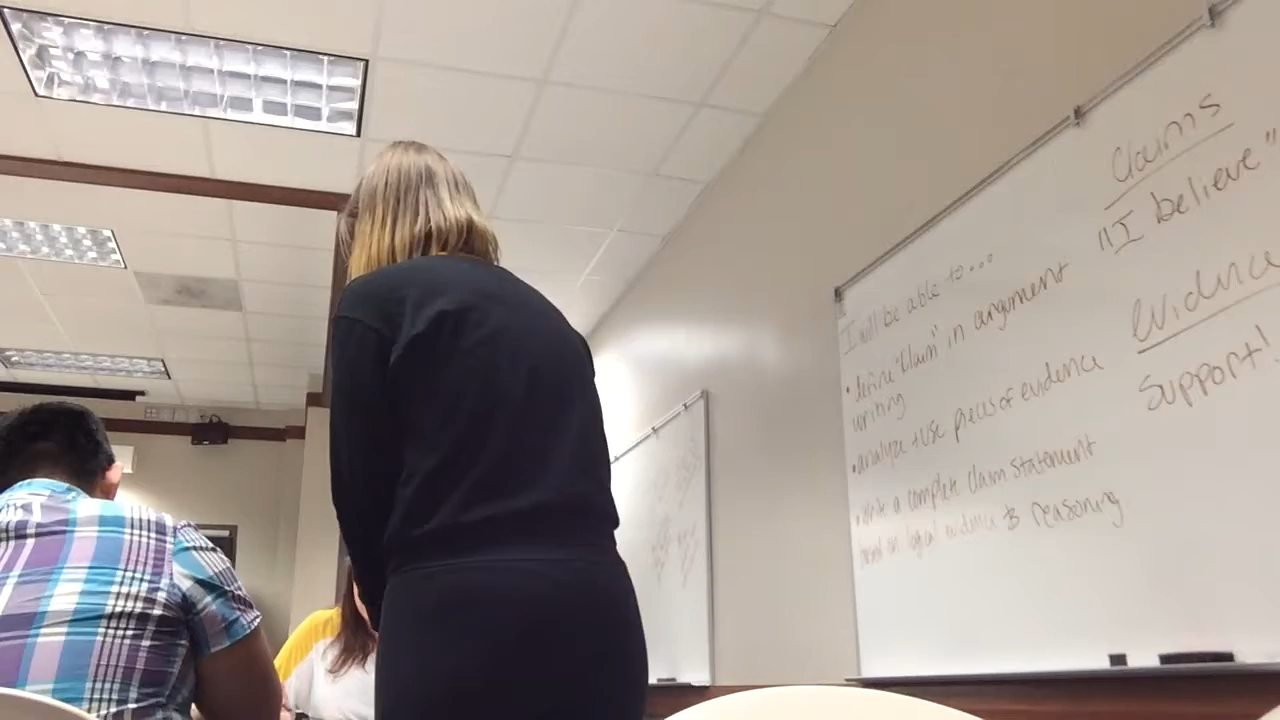 I will be able to...
• define "Claim" in argument
writing
• analyze + use pieces of evidence
• write a complete claim statement
based on logical evidence & reasoning
Claims
"I believe"
evidence
Support!